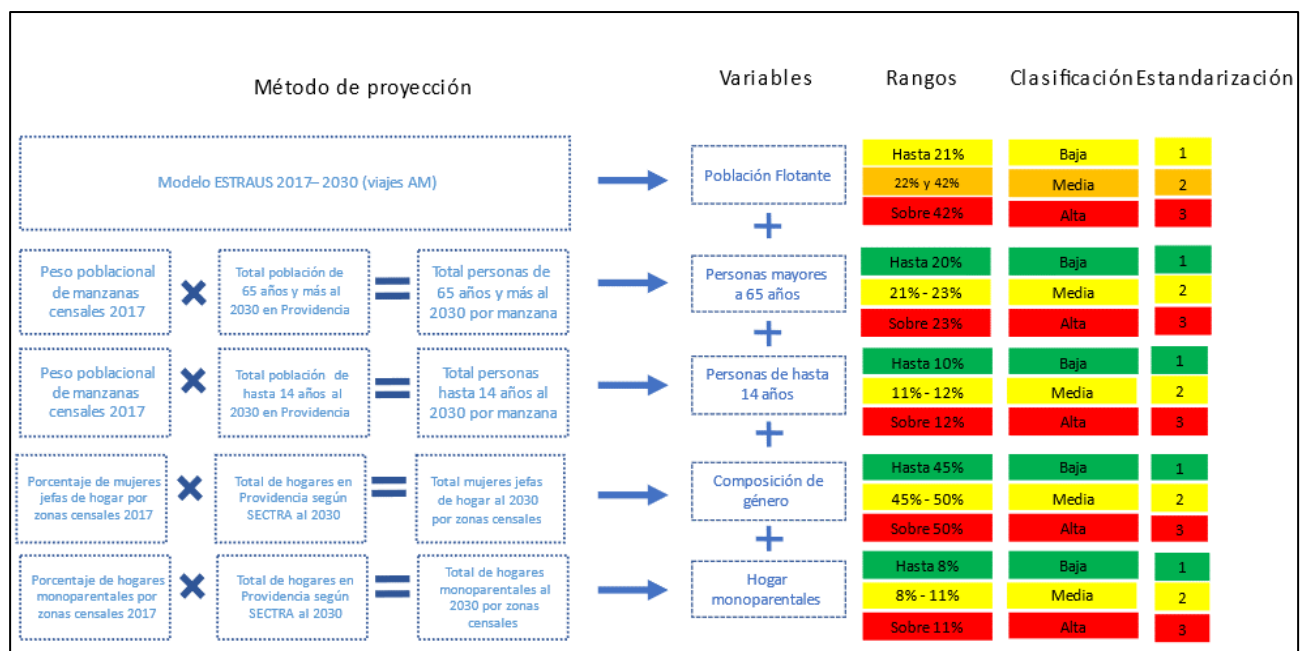 Método de proyección
Variables
Rangos
Clasificación
Estandarización
Modelo ESTRAUS 2017– 2030 (viajes AM)
Población Flotante
Hasta 21%
Baja
1
22% y 42%
Media
2
Sobre 42%
Alta
3
+
Peso poblacional
de manzanas
censales 2017
×
Total población de
65 años y más al
2030 en Providencia
=
Total personas de
65 años y más al
2030 por manzana
Personas mayores
a 65 años
Hasta 20%
Baja
1
21% - 23%
Media
2
Sobre 23%
Alta
3
+
Peso poblacional
de manzanas
censales 2017
×
Total población de
hasta 14 años al
2030 en Providencia
=
Total personas
hasta 14 años al
2030 por manzana
Personas de hasta
14 años
Hasta 10%
Baja
1
11% - 12%
Media
2
Sobre 12%
Alta
3
+
Porcentaje de mujeres
jefas de hogar por
zonas censales 2017
×
Total de hogares en
Providencia según
SECTRA al 2030
=
Total mujeres jefas
de hogar al 2030
por zonas censales
Composición de
género
Hasta 45%
Baja
1
45% - 50%
Media
2
Sobre 50%
Alta
3
+
Porcentaje de hogares
monoparentales por
zonas censales 2017
×
Total de hogares en
Providencia según
SECTRA al 2030
=
Total de hogares
monoparentales al
2030 por zonas
censales
Hogar
monoparentales
Hasta 8%
Baja
1
8% - 11%
Media
2
Sobre 11%
Alta
3